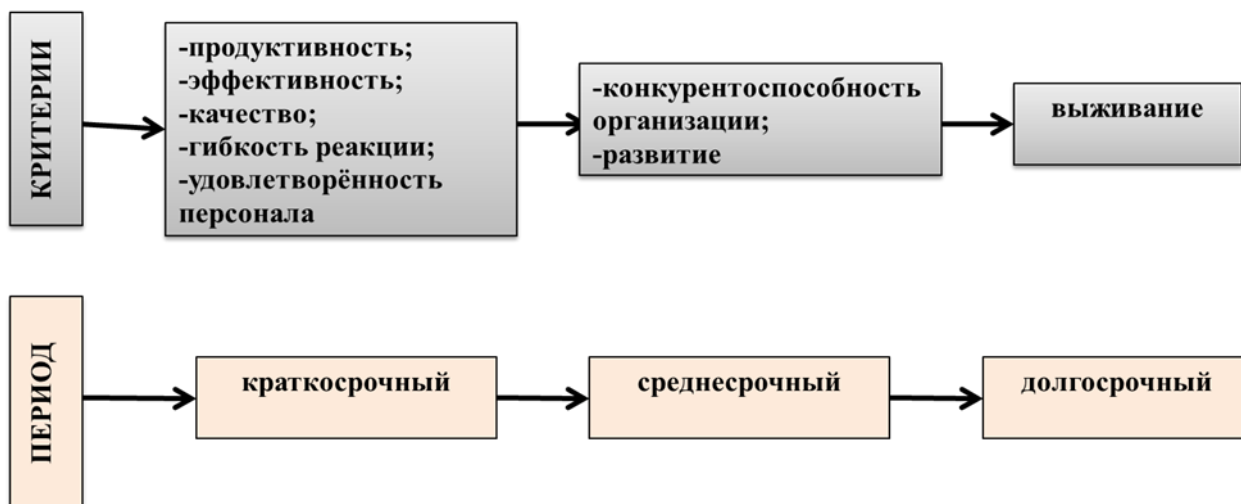 КРИТЕРИИ
-продуктивность;
-эффективность;
-качество;
-гибкость реакции;
-удовлетворённость
персонала
-конкурентоспособность
организации;
-развитие
выживание
ПЕРИОД
краткосрочный
среднесрочный
долгосрочный